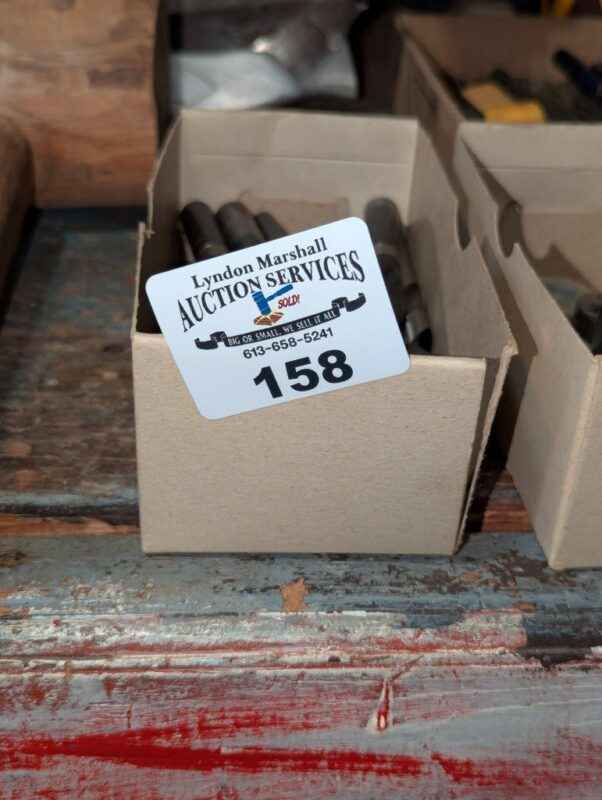 Lyndon Marshall
AUCTION SERVICES
SOLD!
BIG OR SMALL, WE SELL IT ALL
613-658-5241
158